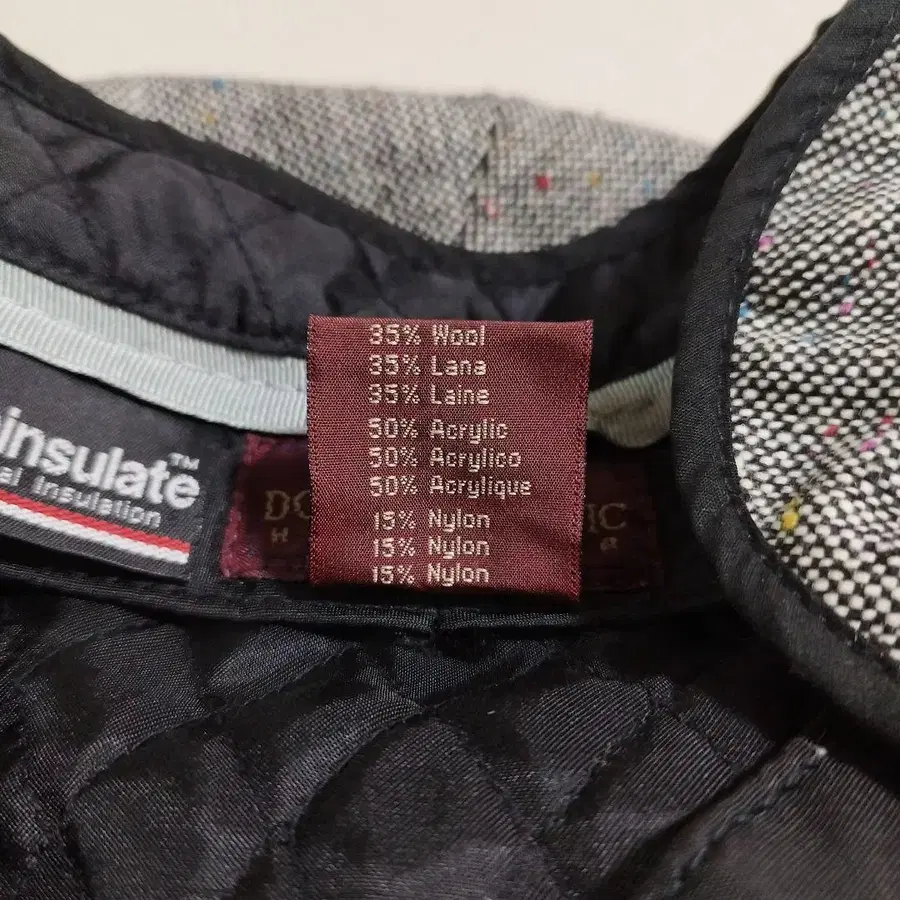 35% Wool
35% Lana
35% Laine
50% Acrylic
50% Acrylico
50% Acrylique
15% Nylon
15% Nylon
15% Nylon
insulate™
insulation